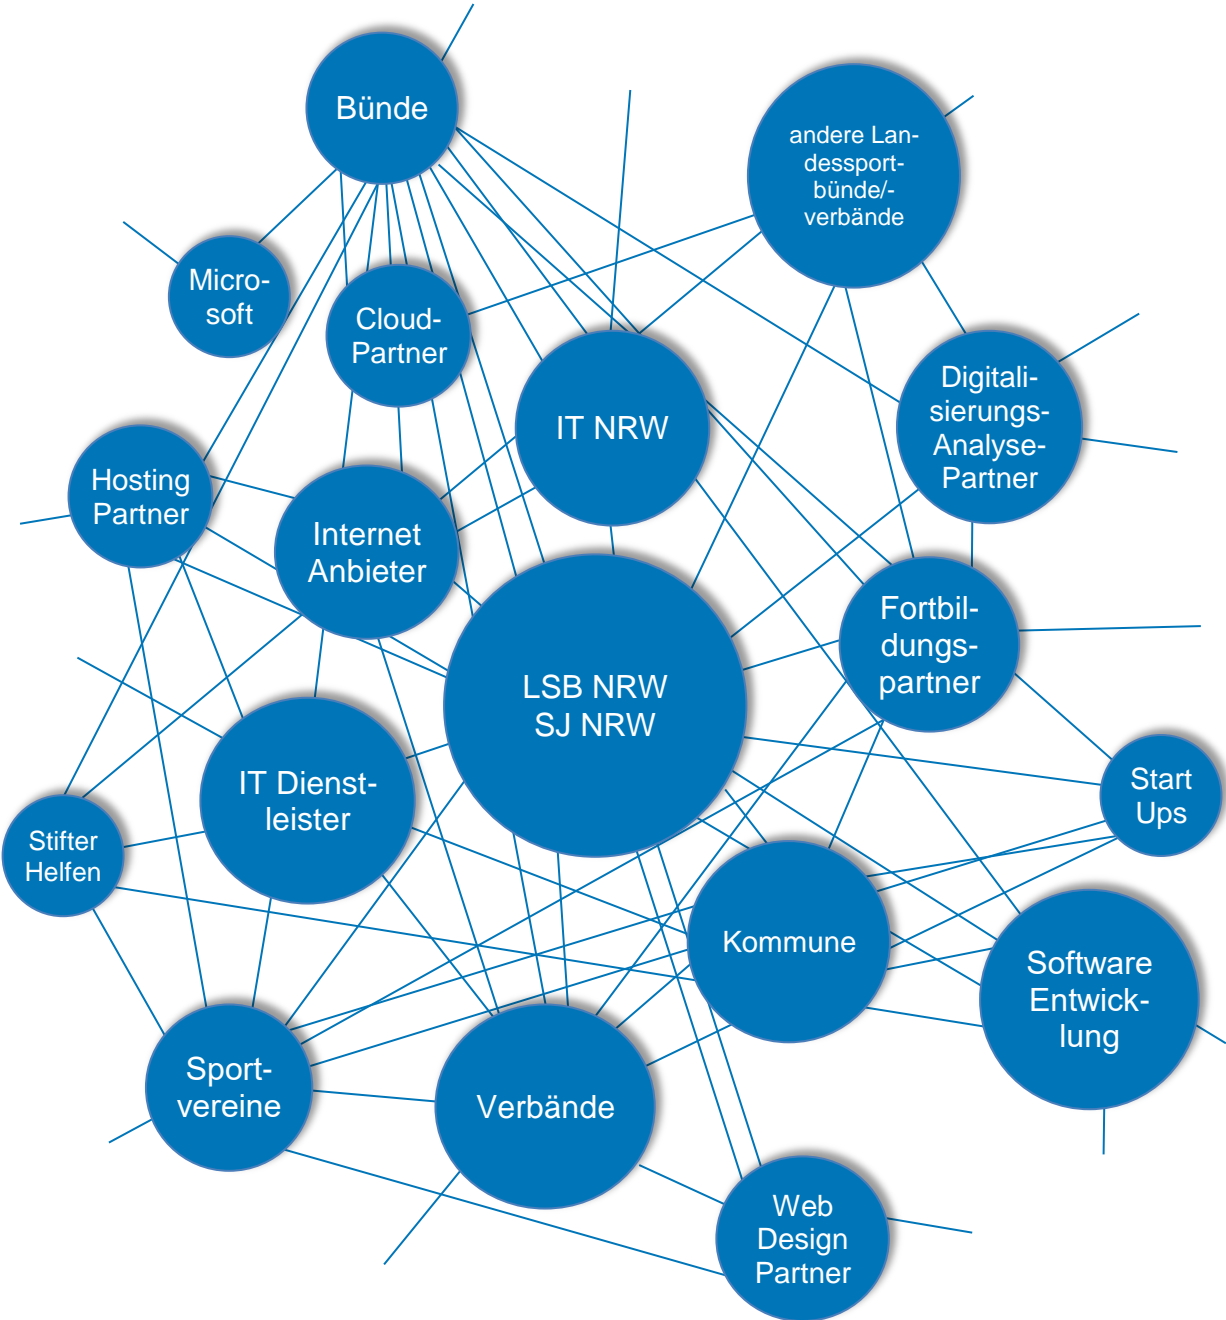 Bünde
andere Lan-
dessport-
bünde/-
verbände
Micro-
soft
Cloud-
Partner
IT NRW
Digitali-
sierungs-
Analyse-
Partner
Hosting
Partner
Internet
Anbieter
Fortbil-
dungs-
partner
LSB NRW
SJ NRW
IT Dienst-
leister
Start
Ups
Stifter
Helfen
Kommune
Software
Entwick-
lung
Sport-
vereine
Verbände
Web
Design
Partner